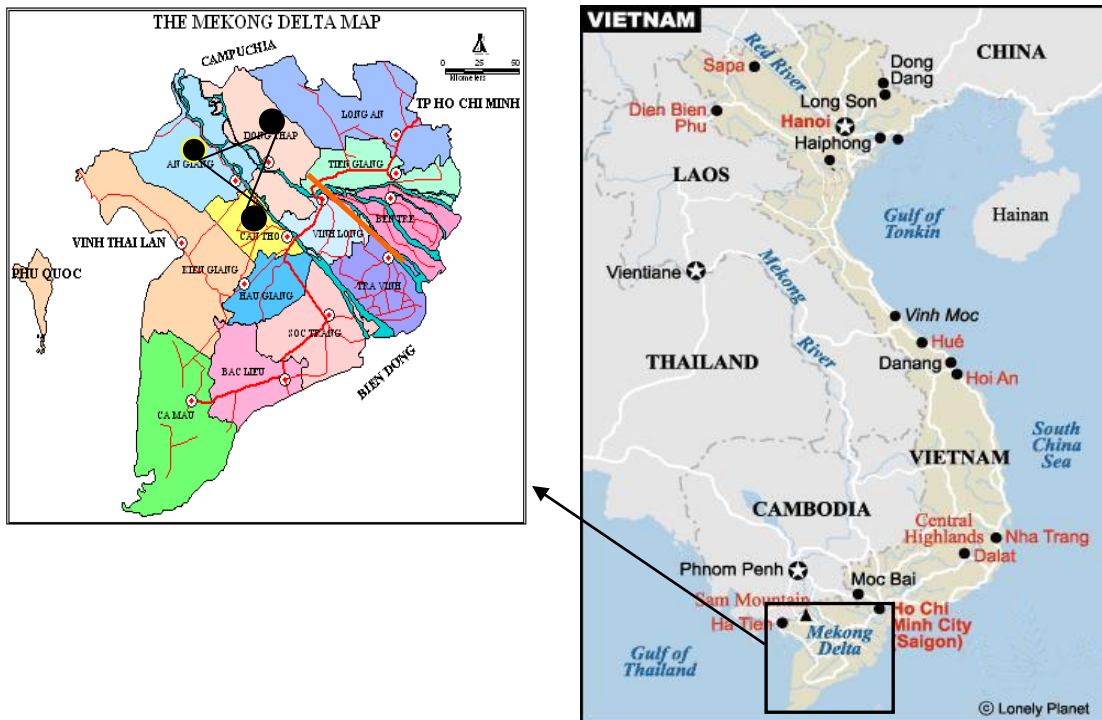 THE MEKONG DELTA MAP
CAMPUCHIA
0
25
50
kilometers
TP HO CHI MINH
LONG AN
DONG THAP
AN GIANG
TIEN GIANG
BEN TRE
CAN THO
VINH LONG
VINH THAI LAN
KIEN GIANG
PHU QUOC
HAU GIANG
TRA VINH
SOC TRANG
BAC LIEU
BIEN DONG
CA MAU
VIETNAM
CHINA
Red River
Sapa
Dong
Dang
Long Son
Dien Bien
Phu
Hanoi
Haiphong
LAOS
Gulf of
Tonkin
Hainan
Vientiane
Mekong
River
Vinh Moc
Hué
THAILAND
Danang
Hoi An
South
China
Sea
VIETNAM
CAMBODIA
Central
Highlands
Nha Trang
Dalat
Phnom Penh
Moc Bai
Sam Mountain
Ha Tien
Ho Chi
Minh City
(Saigon)
Mekong
Delta
Gulf of
Thailand
© Lonely Planet